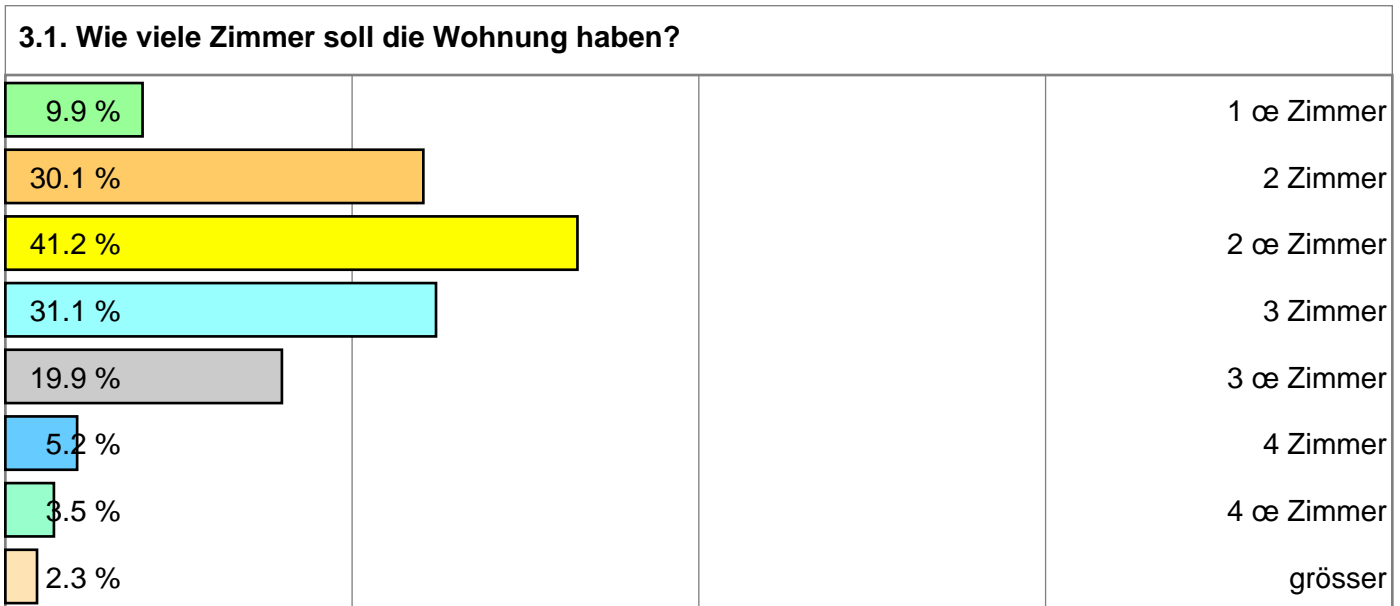 3.1. Wie viele Zimmer soll die Wohnung haben?
9.9 % 1 œ Zimmer
30.1 % 2 Zimmer
41.2 % 2 œ Zimmer
31.1 % 3 Zimmer
19.9 % 3 œ Zimmer
5.2 % 4 Zimmer
3.5 % 4 œ Zimmer
2.3 % grösser